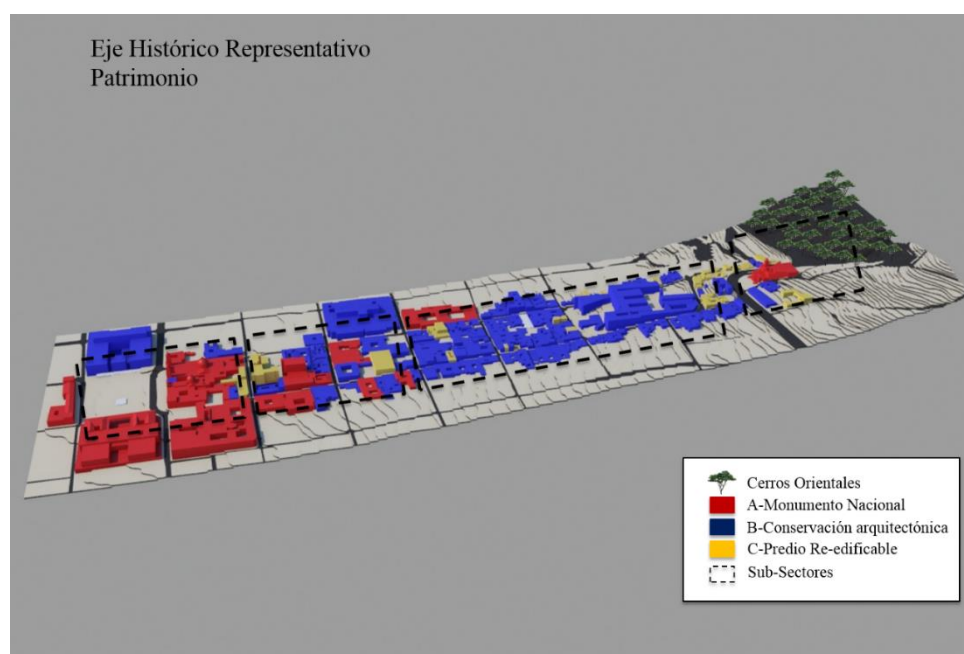 Eje Histórico Representativo
Patrimonio
Cerros Orientales
A-Monumento Nacional
B-Conservación arquitectónica
C-Predio Re-edificable
Sub-Sectores